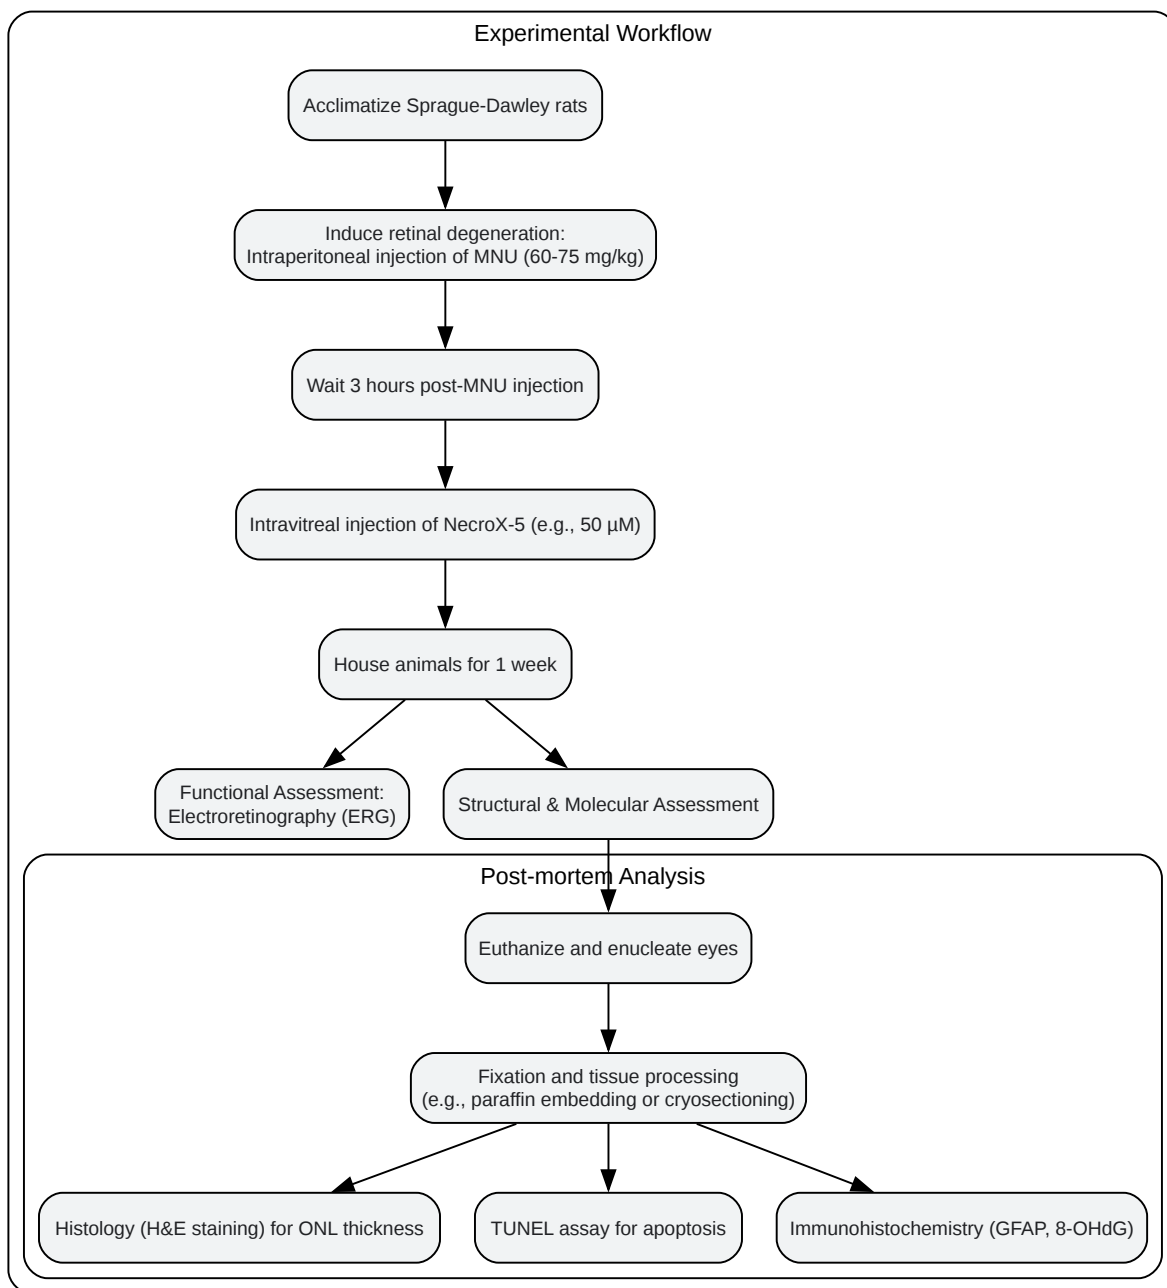 Experimental Workflow
Acclimatize Sprague-Dawley rats
Induce retinal degeneration:
Intraperitoneal injection of MNU (60-75 mg/kg)
Wait 3 hours post-MNU injection
Intravitreal injection of NecroX-5 (e.g., 50 µM)
House animals for 1 week
Functional Assessment:
Electroretinography (ERG)
Structural & Molecular Assessment
Post-mortem Analysis
Euthanize and enucleate eyes
Fixation and tissue processing
(e.g., paraffin embedding or cryosectioning)
Histology (H&E staining) for ONL thickness
TUNEL assay for apoptosis
Immunohistochemistry (GFAP, 8-OHdG)